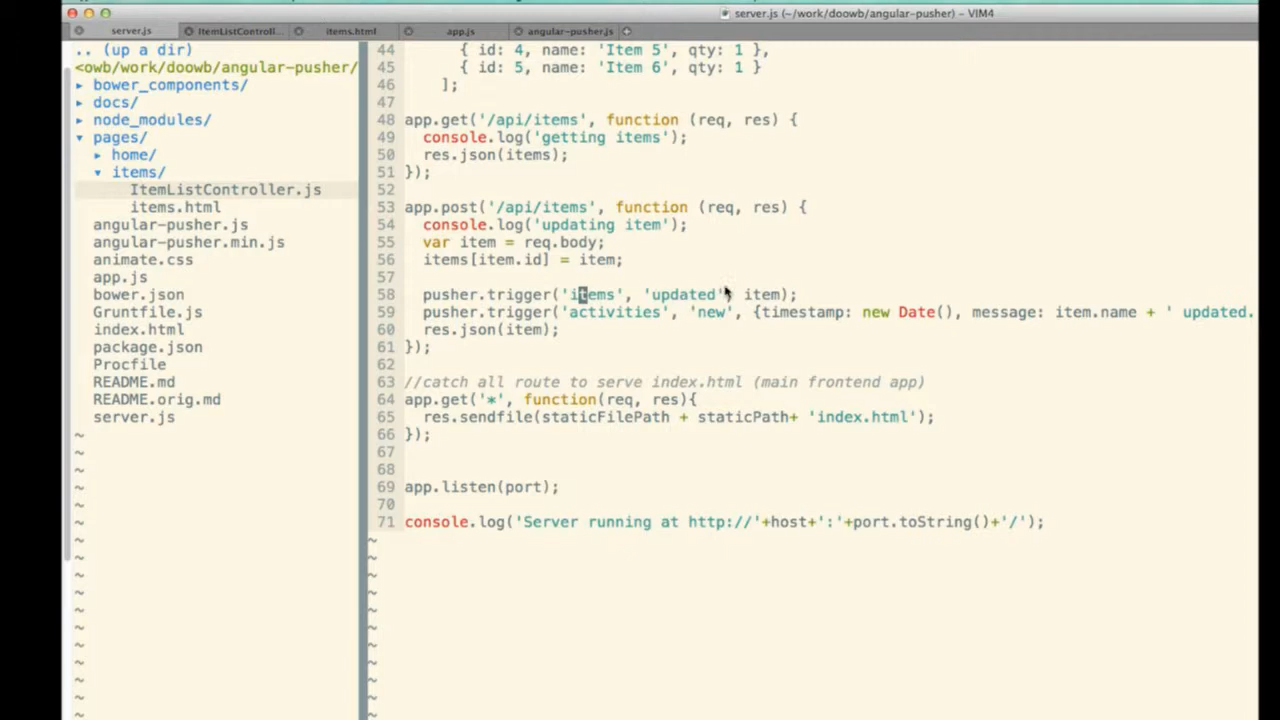 server.js (~/work/doowb/angular-pusher) – VIM4
server.js ItemListControll... items.html app.js angular-pusher.js
.. (up a dir)
<owb/work/doowb/angular-pusher/
▸ bower_components/
▸ docs/
▸ node_modules/
▾ pages/
▸ home/
▾ items/
ItemListController.js
items.html
angular-pusher.js
angular-pusher.min.js
animate.css
app.js
bower.json
Gruntfile.js
index.html
package.json
Procfile
README.md
README.orig.md
server.js
44 { id: 4, name: 'Item 5', qty: 1 },
45 { id: 5, name: 'Item 6', qty: 1 }
46 ];
47
48 app.get('/api/items', function (req, res) {
49 console.log('getting items');
50 res.json(items);
51 });
52
53 app.post('/api/items', function (req, res) {
54 console.log('updating item');
55 var item = req.body;
56 items[item.id] = item;
57
58 pusher.trigger('items', 'updated', item);
59 pusher.trigger('activities', 'new', {timestamp: new Date(), message: item.name + ' updated.
60 res.json(item);
61 });
62
63 //catch all route to serve index.html (main frontend app)
64 app.get('*', function(req, res){
65 res.sendfile(staticFilePath + staticPath+ 'index.html');
66 });
67
68
69 app.listen(port);
70
71 console.log('Server running at http://'+host+':'+port.toString()+'/');